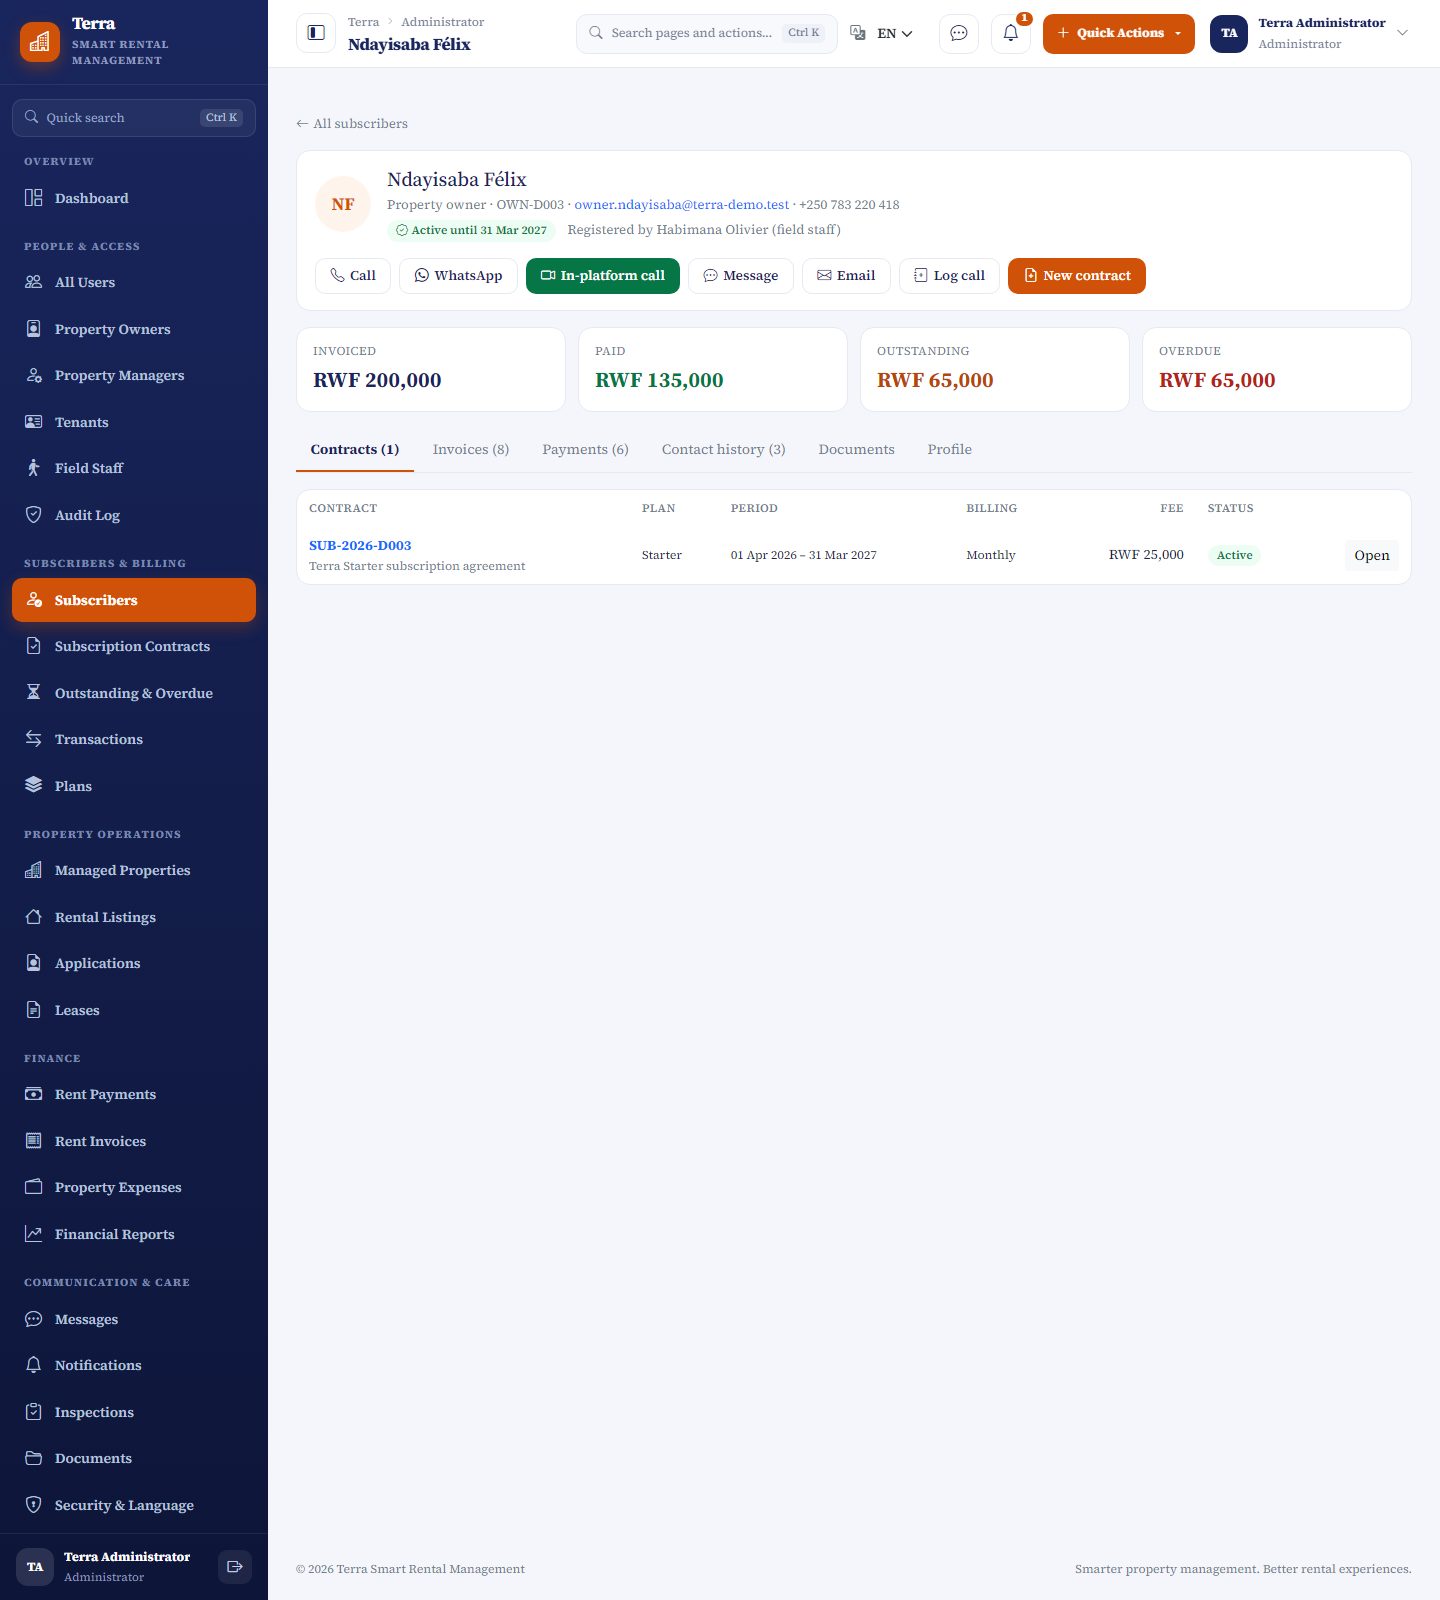 Terra
SMART RENTAL
MANAGEMENT
Quick search Ctrl K
OVERVIEW
Dashboard
PEOPLE & ACCESS
All Users
Property Owners
Property Managers
Tenants
Field Staff
Audit Log
SUBSCRIBERS & BILLING
Subscribers
Subscription Contracts
Outstanding & Overdue
Transactions
Plans
PROPERTY OPERATIONS
Managed Properties
Rental Listings
Applications
Leases
FINANCE
Rent Payments
Rent Invoices
Property Expenses
Financial Reports
COMMUNICATION & CARE
Messages
Notifications
Inspections
Documents
Security & Language
TA Terra Administrator
Administrator
Terra Administrator
Ndayisaba Félix
Search pages and actions... Ctrl K
EN
1
Quick Actions
TA Terra Administrator
Administrator
← All subscribers
NF
Ndayisaba Félix
Property owner · OWN-D003 · owner.ndayisaba@terra-demo.test · +250 783 220 418
Active until 31 Mar 2027 Registered by Habimana Olivier (field staff)
Call WhatsApp In-platform call Message Email Log call New contract
INVOICED PAID OUTSTANDING OVERDUE
RWF 200,000 RWF 135,000 RWF 65,000 RWF 65,000
Contracts (1) Invoices (8) Payments (6) Contact history (3) Documents Profile
CONTRACT PLAN PERIOD BILLING FEE STATUS
SUB-2026-D003 Starter 01 Apr 2026 – 31 Mar 2027 Monthly RWF 25,000 Active Open
Terra Starter subscription agreement
© 2026 Terra Smart Rental Management
Smarter property management. Better rental experiences.